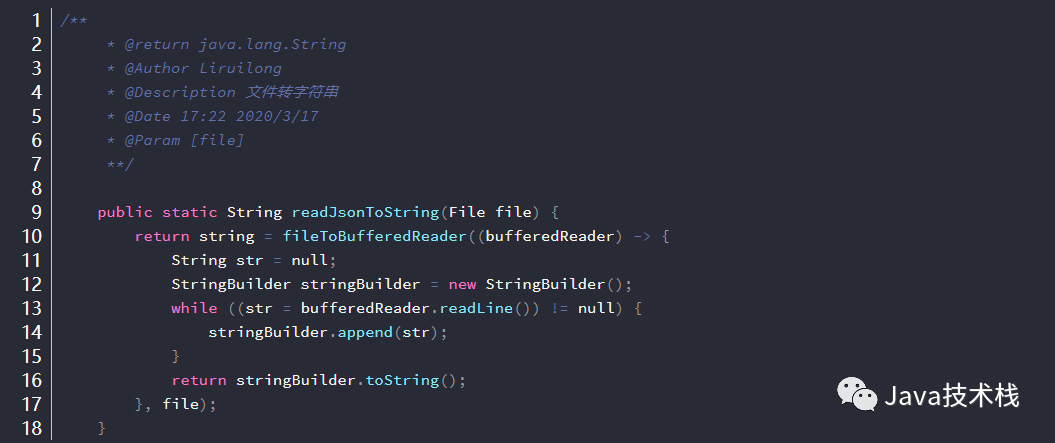 1 /**
2 * @return java.lang.String
3 * @Author Liruilong
4 * @Description 文件转字符串
5 * @Date 17:22 2020/3/17
6 * @Param [file]
7 **/
8
9 public static String readJsonToString(File file) {
10 return string = fileToBufferedReader((bufferedReader) -> {
11 String str = null;
12 StringBuilder stringBuilder = new StringBuilder();
13 while ((str = bufferedReader.readLine()) != null) {
14 stringBuilder.append(str);
15 }
16 return stringBuilder.toString();
17 }, file);
18 }
Java技术栈